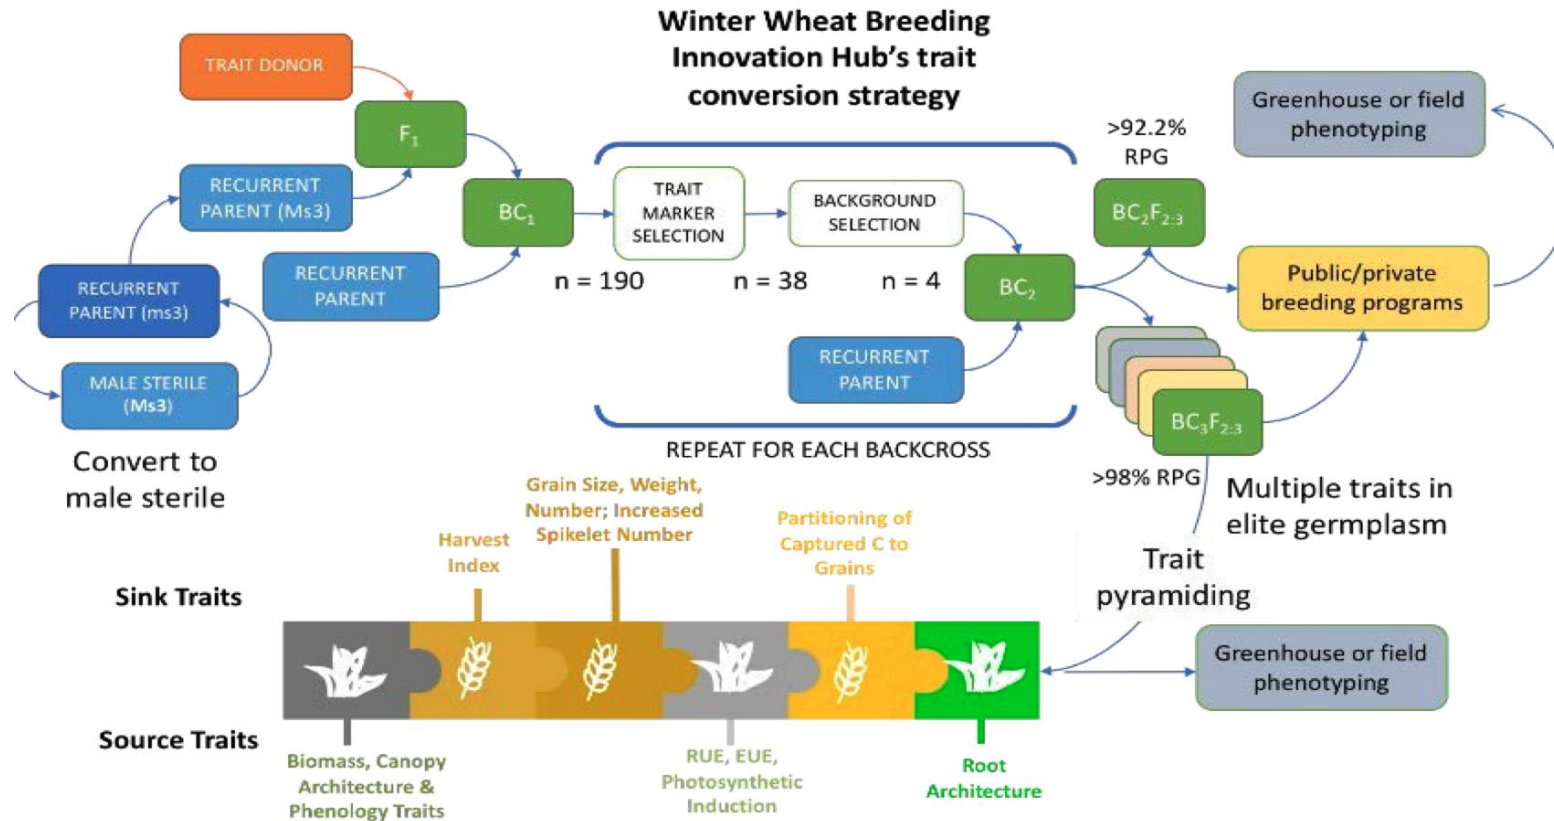 Winter Wheat Breeding
Innovation Hub’s trait
conversion strategy
TRAIT DONOR
F₁
RECURRENT
PARENT (Ms3)
RECURRENT
PARENT (ms3)
MALE STERILE
(Ms3)
Convert to
male sterile
RECURRENT
PARENT
BC₁
TRAIT
MARKER
SELECTION
BACKGROUND
SELECTION
n = 190
n = 38
n = 4
BC₂
RECURRENT
PARENT
REPEAT FOR EACH BACKCROSS
>92.2%
RPG
BC₂F₂:₃
Greenhouse or field
phenotyping
Public/private
breeding programs
BC₃F₂:₃
>98% RPG
Multiple traits in
elite germplasm
Trait
pyramiding
Greenhouse or field
phenotyping
Sink Traits
Harvest
Index
Grain Size, Weight,
Number; Increased
Spikelet Number
Partitioning of
Captured C to
Grains
Source Traits
Biomass, Canopy
Architecture &
Phenology Traits
RUE, EUE,
Photosynthetic
Induction
Root
Architecture